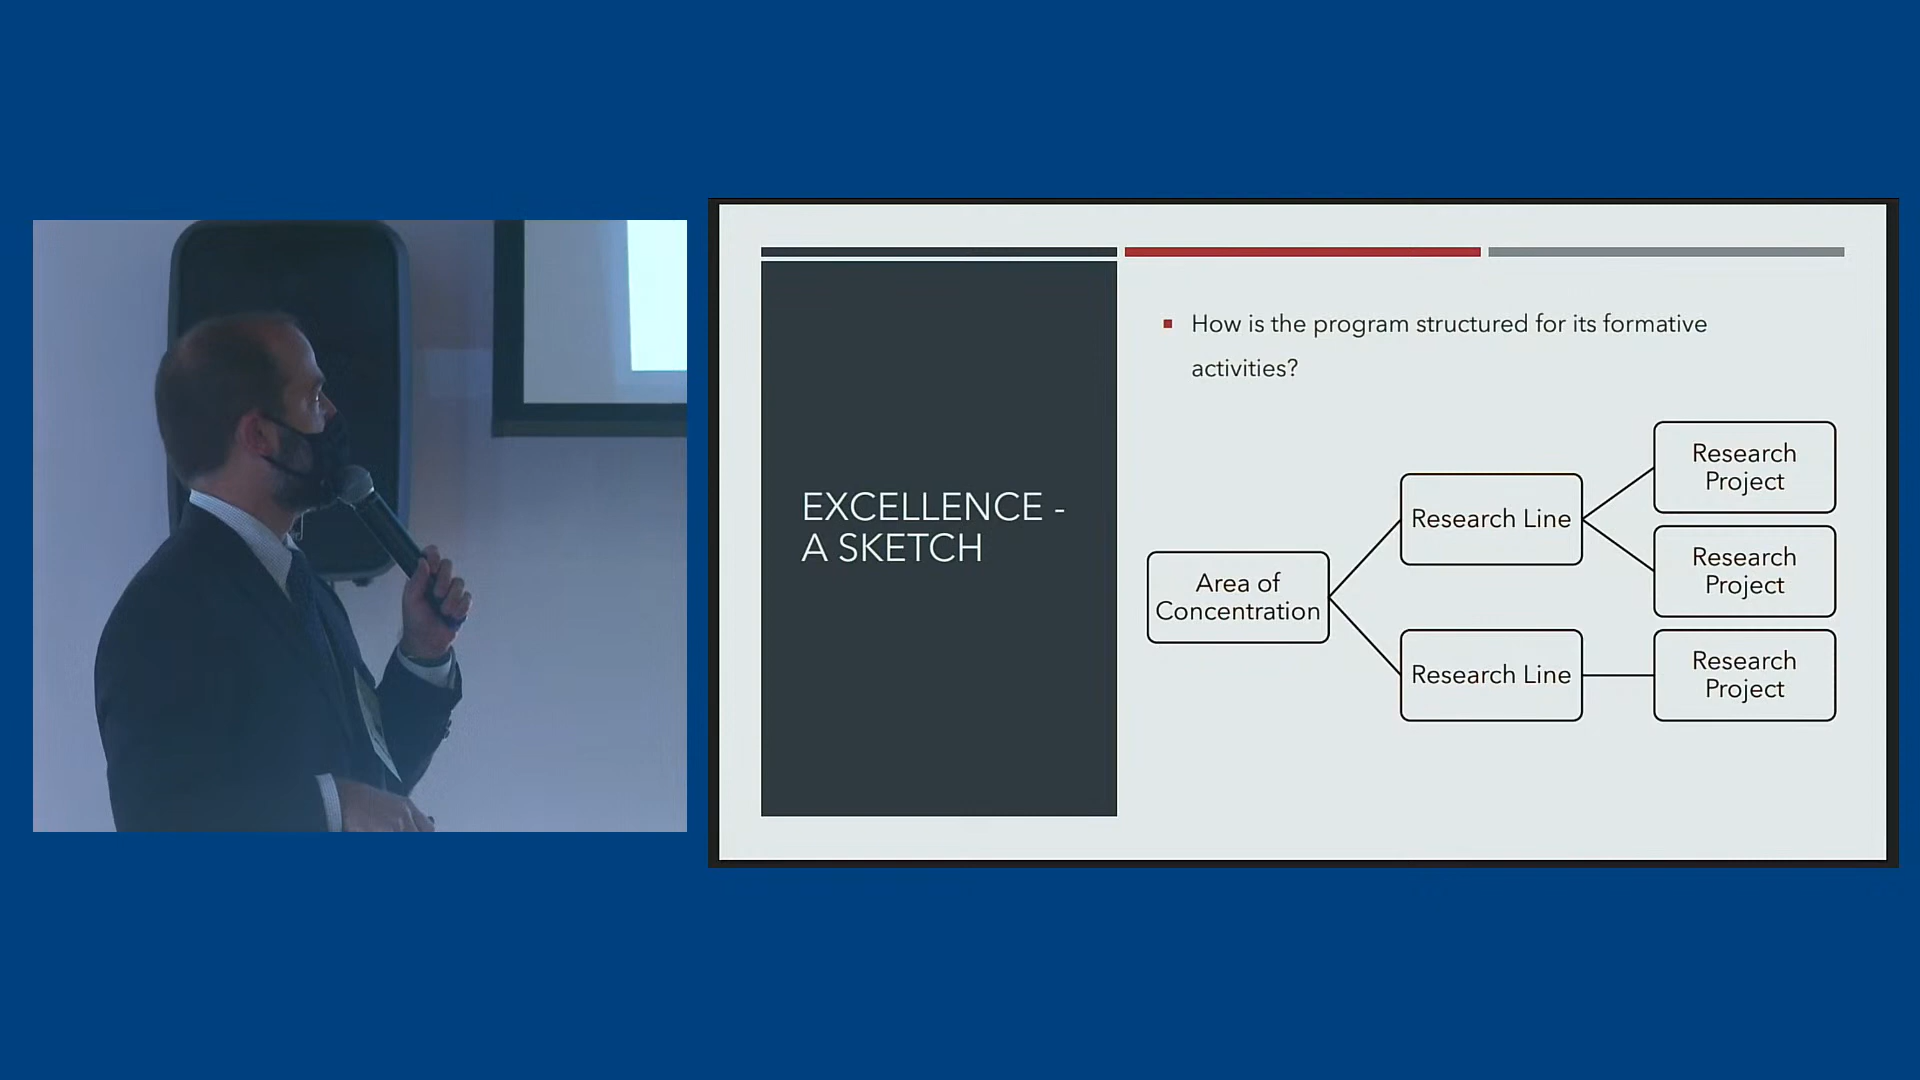 EXCELLENCE -
A SKETCH
How is the program structured for its formative
activities?
Area of
Concentration
Research Line
Research
Project
Research
Project
Research Line
Research
Project